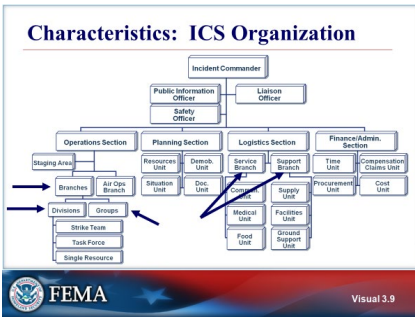 Characteristics: ICS Organization
Incident Commander
Public Information
Officer
Liaison
Officer
Safety
Officer
Operations Section
Planning Section
Logistics Section
Finance/Admin.
Section
Staging Area
Resources
Unit
Demob.
Unit
Service
Branch
Support
Branch
Time
Unit
Compensation
Claims Unit
Branches
Air Ops
Branch
Situation
Unit
Doc.
Unit
Commun.
Unit
Supply
Unit
Procurement
Unit
Cost
Unit
Divisions
Groups
Medical
Unit
Facilities
Unit
Strike Team
Task Force
Food
Unit
Ground
Support
Unit
Single Resource
FEMA
Visual 3.9